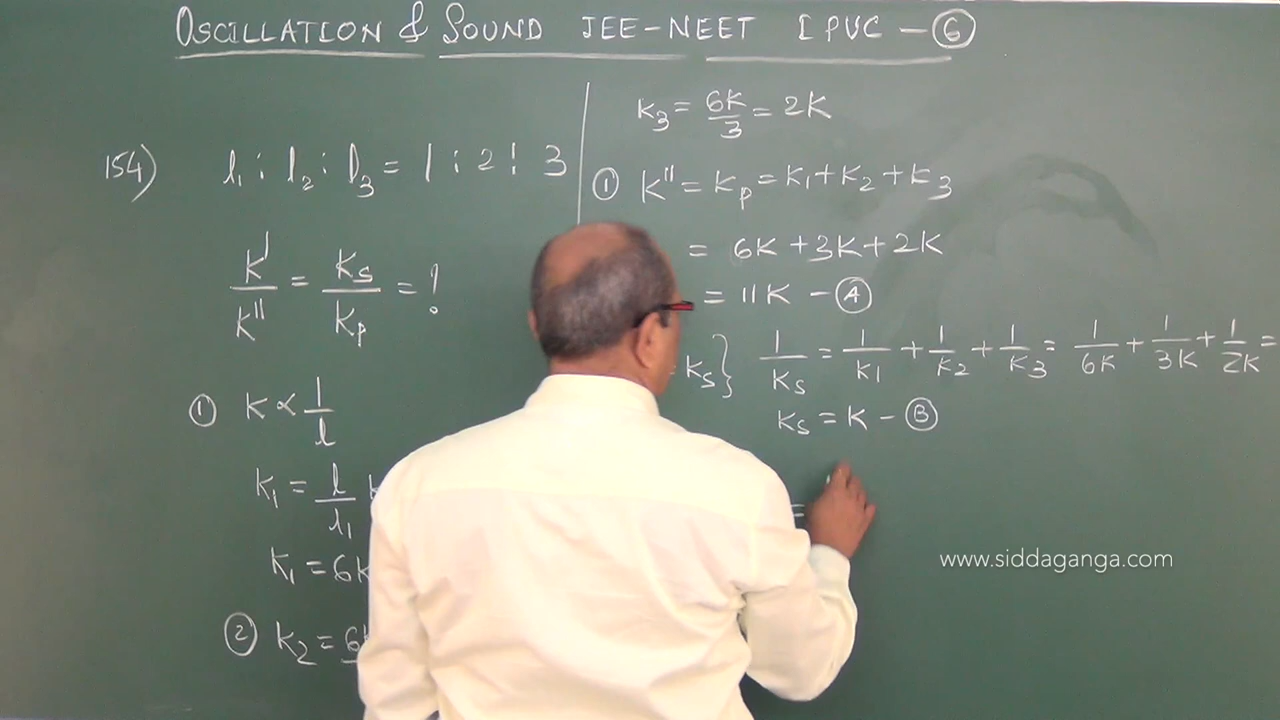 OSCILLATION & SOUND JEE-NEET I PUC - 6
154) l₁ : l₂ : l₃ = 1 : 2 : 3
K'/K'' = Ks/Kp = ?
① K ∝ 1/l
K₁ = l/l₁
K₁ = 6K
② K₂ =
K₃ = 6K/3 = 2K
① K'' = Kp = K₁ + K₂ + K₃
= 6K + 3K + 2K
= 11K - Ⓐ
= Ks} 1/Ks = 1/K₁ + 1/K₂ + 1/K₃ = 1/6K + 1/3K + 1/2K =
Ks = K - Ⓑ
=
www.siddaganga.com